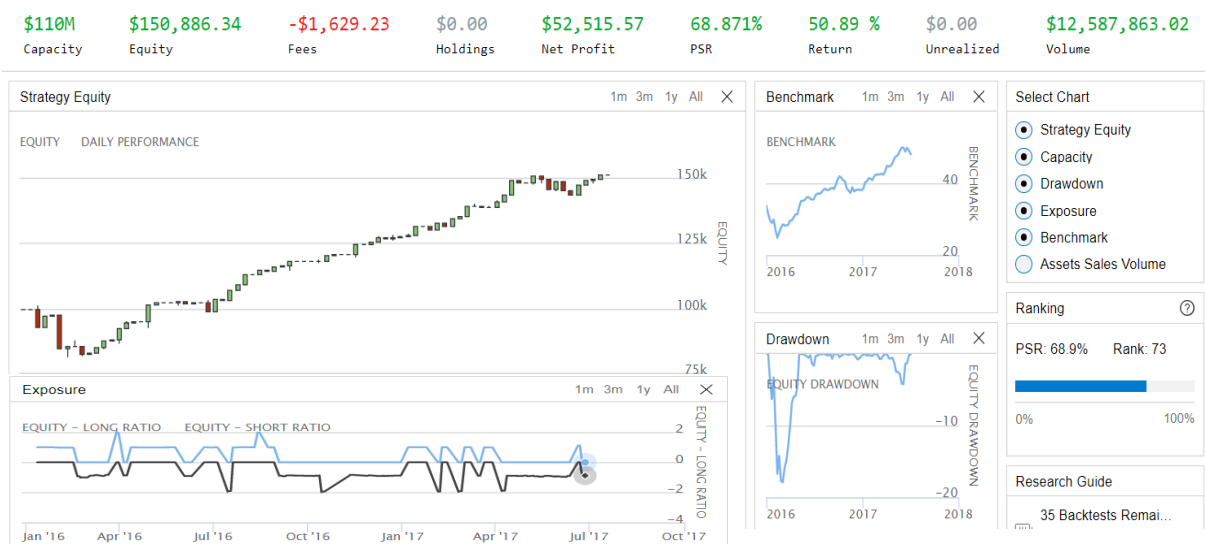 $110M $150,886.34 -$1,629.23 $0.00 $52,515.57 68.871% 50.89 % $0.00 $12,587,863.02
Capacity Equity Fees Holdings Net Profit PSR Return Unrealized Volume
Strategy Equity 1m 3m 1y All
EQUITY DAILY PERFORMANCE
150k
125k
100k
75k
EQUITY
Exposure 1m 3m 1y All
EQUITY - LONG RATIO EQUITY - SHORT RATIO
2
0
-2
-4
EQUITY - LONG RATIO
Jan '16 Apr '16 Jul '16 Oct '16 Jan '17 Apr '17 Jul '17 Oct '17
Benchmark 1m 3m 1y All
BENCHMARK
40
20
BENCHMARK
2016 2017 2018
Drawdown 1m 3m 1y All
EQUITY DRAWDOWN
-10
-20
EQUITY DRAWDOWN
2016 2017 2018
Select Chart
Strategy Equity
Capacity
Drawdown
Exposure
Benchmark
Assets Sales Volume
Ranking ?
PSR: 68.9% Rank: 73
0% 100%
Research Guide
35 Backtests Remai...